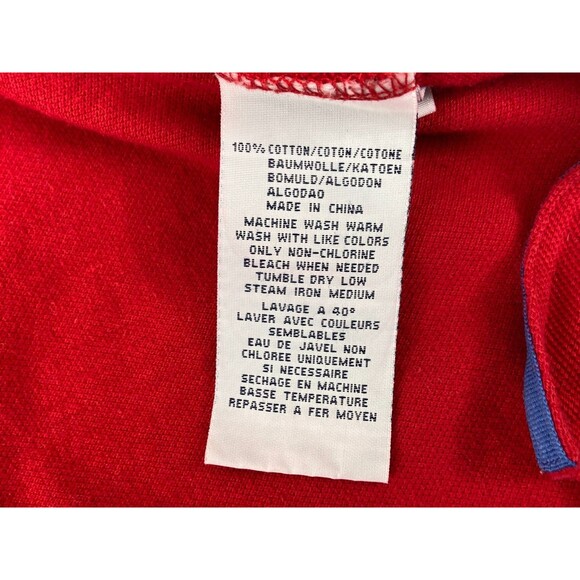 100% COTTON/COTON/COTONE
BAUMWOLLE/KATOEN
BOMULD/ALGODON
ALGODAO
MADE IN CHINA
MACHINE WASH WARM
WASH WITH LIKE COLORS
ONLY NON-CHLORINE
BLEACH WHEN NEEDED
TUMBLE DRY LOW
STEAM IRON MEDIUM
LAVAGE A 40°
LAVER AVEC COULEURS
SEMBLABLES
EAU DE JAVEL NON
CHLOREE UNIQUEMENT
SI NECESSAIRE
SECHAGE EN MACHINE
BASSE TEMPERATURE
REPASSER A FER MOYEN